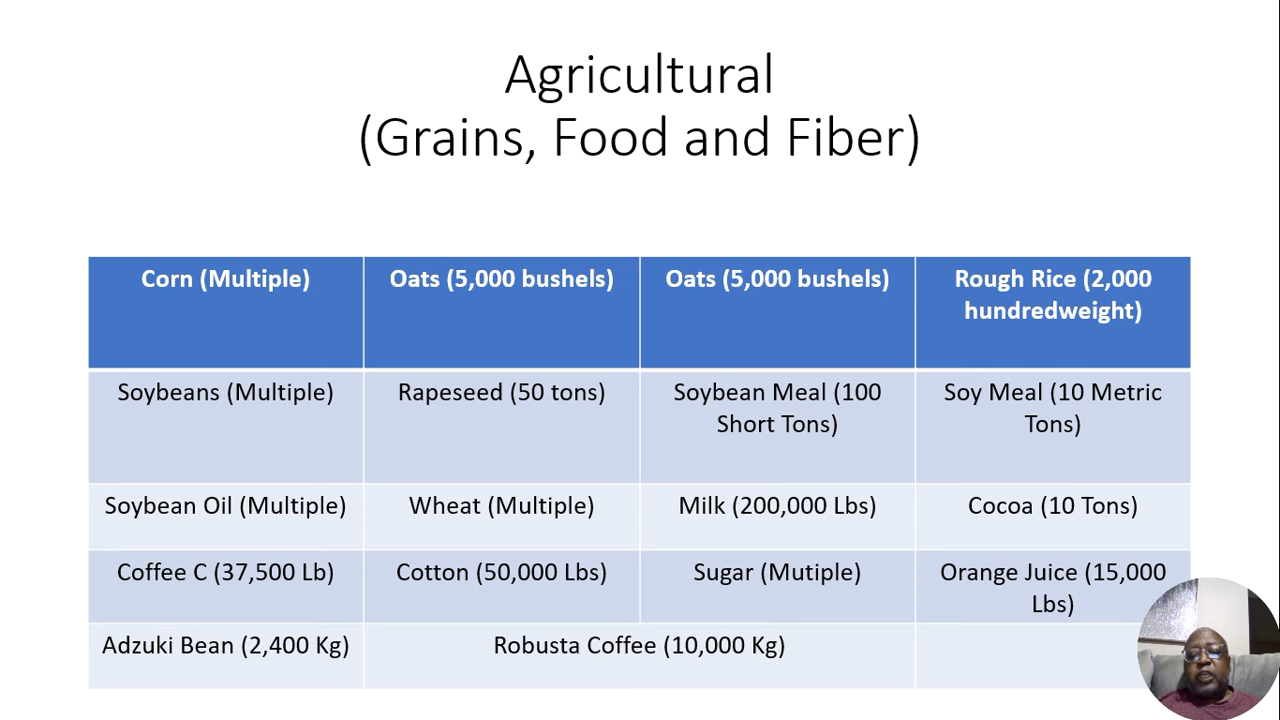 Agricultural
(Grains, Food and Fiber)
Corn (Multiple)
Oats (5,000 bushels)
Oats (5,000 bushels)
Rough Rice (2,000
hundredweight)
Soybeans (Multiple)
Rapeseed (50 tons)
Soybean Meal (100
Short Tons)
Soy Meal (10 Metric
Tons)
Soybean Oil (Multiple)
Wheat (Multiple)
Milk (200,000 Lbs)
Cocoa (10 Tons)
Coffee C (37,500 Lb)
Cotton (50,000 Lbs)
Sugar (Mutiple)
Orange Juice (15,000
Lbs)
Adzuki Bean (2,400 Kg)
Robusta Coffee (10,000 Kg)